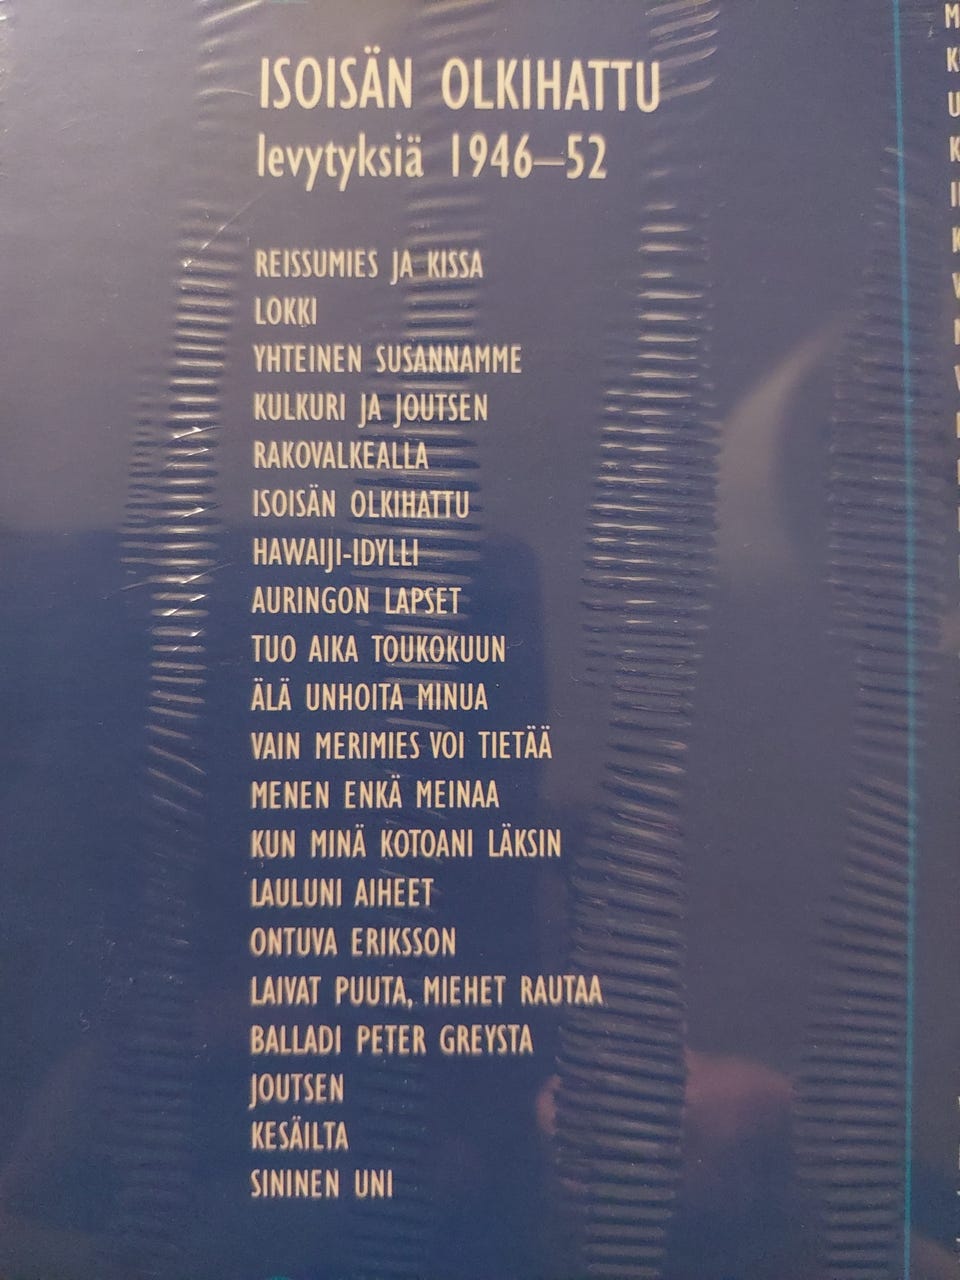 ISOISÄN OLKIHATTU
levytyksiä 1946–52
REISSUMIES JA KISSA
LOKKI
YHTEINEN SUSANNAMME
KULKURI JA JOUTSEN
RAKOVALKEALLA
ISOISÄN OLKIHATTU
HAWAIJI-IDYLLI
AURINGON LAPSET
TUO AIKA TOUKOKUUN
ÄLÄ UNHOITA MINUA
VAIN MERIMIES VOI TIETÄÄ
MENEN ENKÄ MEINAA
KUN MINÄ KOTOANI LÄKSIN
LAULUNI AIHEET
ONTUVA ERIKSSON
LAIVAT PUUTA, MIEHET RAUTAA
BALLADI PETER GREYSTA
JOUTSEN
KESÄILTA
SININEN UNI